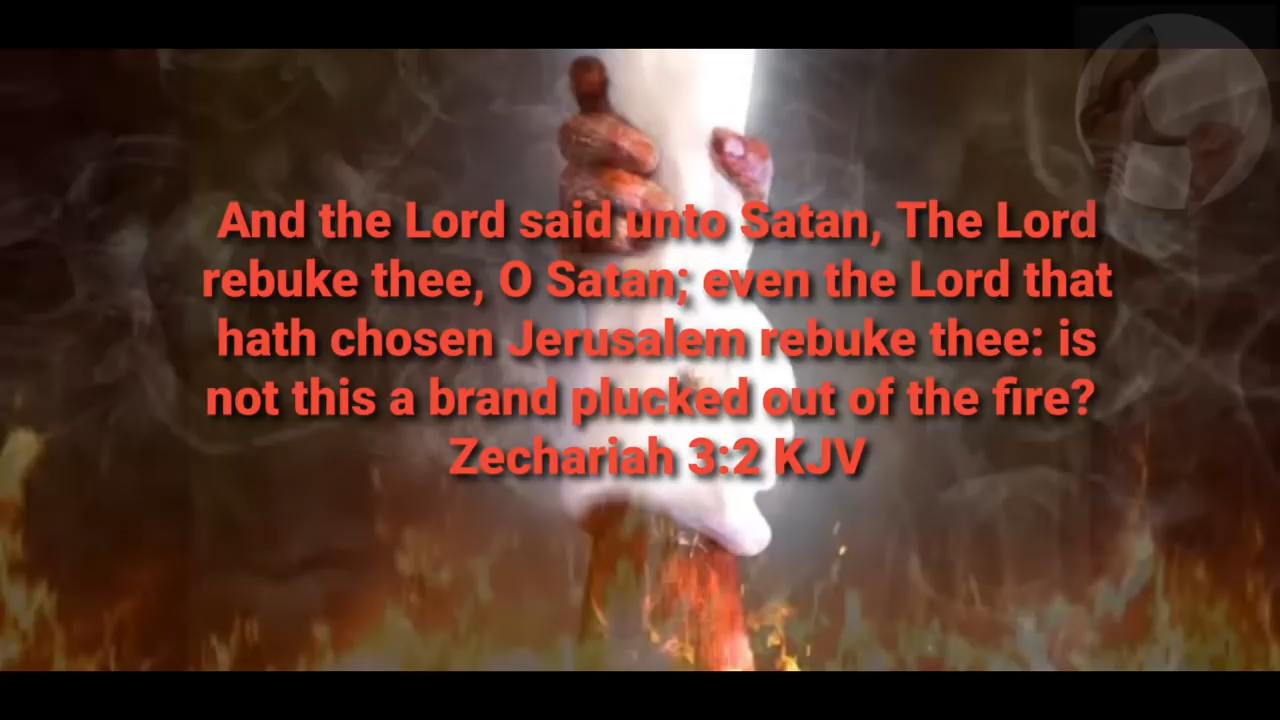 And the Lord said unto Satan, The Lord
rebuke thee, O Satan; even the Lord that
hath chosen Jerusalem rebuke thee: is
not this a brand plucked out of the fire?
Zechariah 3:2 KJV